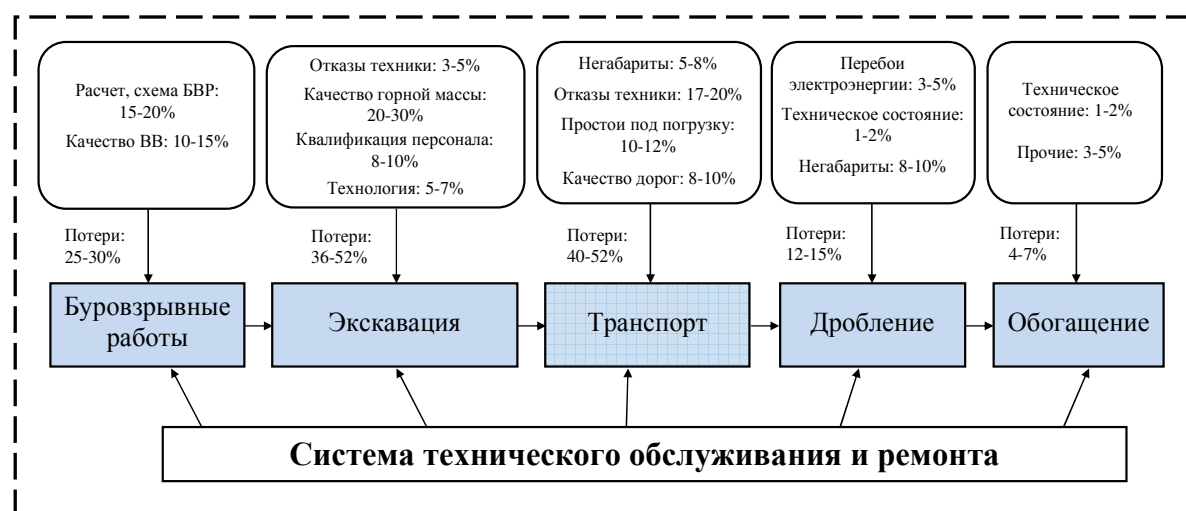 Расчет, схема БВР:
15-20%
Качество ВВ: 10-15%
Отказы техники: 3-5%
Качество горной массы:
20-30%
Квалификация персонала:
8-10%
Технология: 5-7%
Негабариты: 5-8%
Отказы техники: 17-20%
Простои под погрузку:
10-12%
Качество дорог: 8-10%
Перебои
электроэнергии: 3-5%
Техническое состояние:
1-2%
Негабариты: 8-10%
Техническое
состояние: 1-2%
Прочие: 3-5%
Потери:
25-30%
Потери:
36-52%
Потери:
40-52%
Потери:
12-15%
Потери:
4-7%
Буровзрывные
работы
Экскавация
Транспорт
Дробление
Обогащение
Система технического обслуживания и ремонта